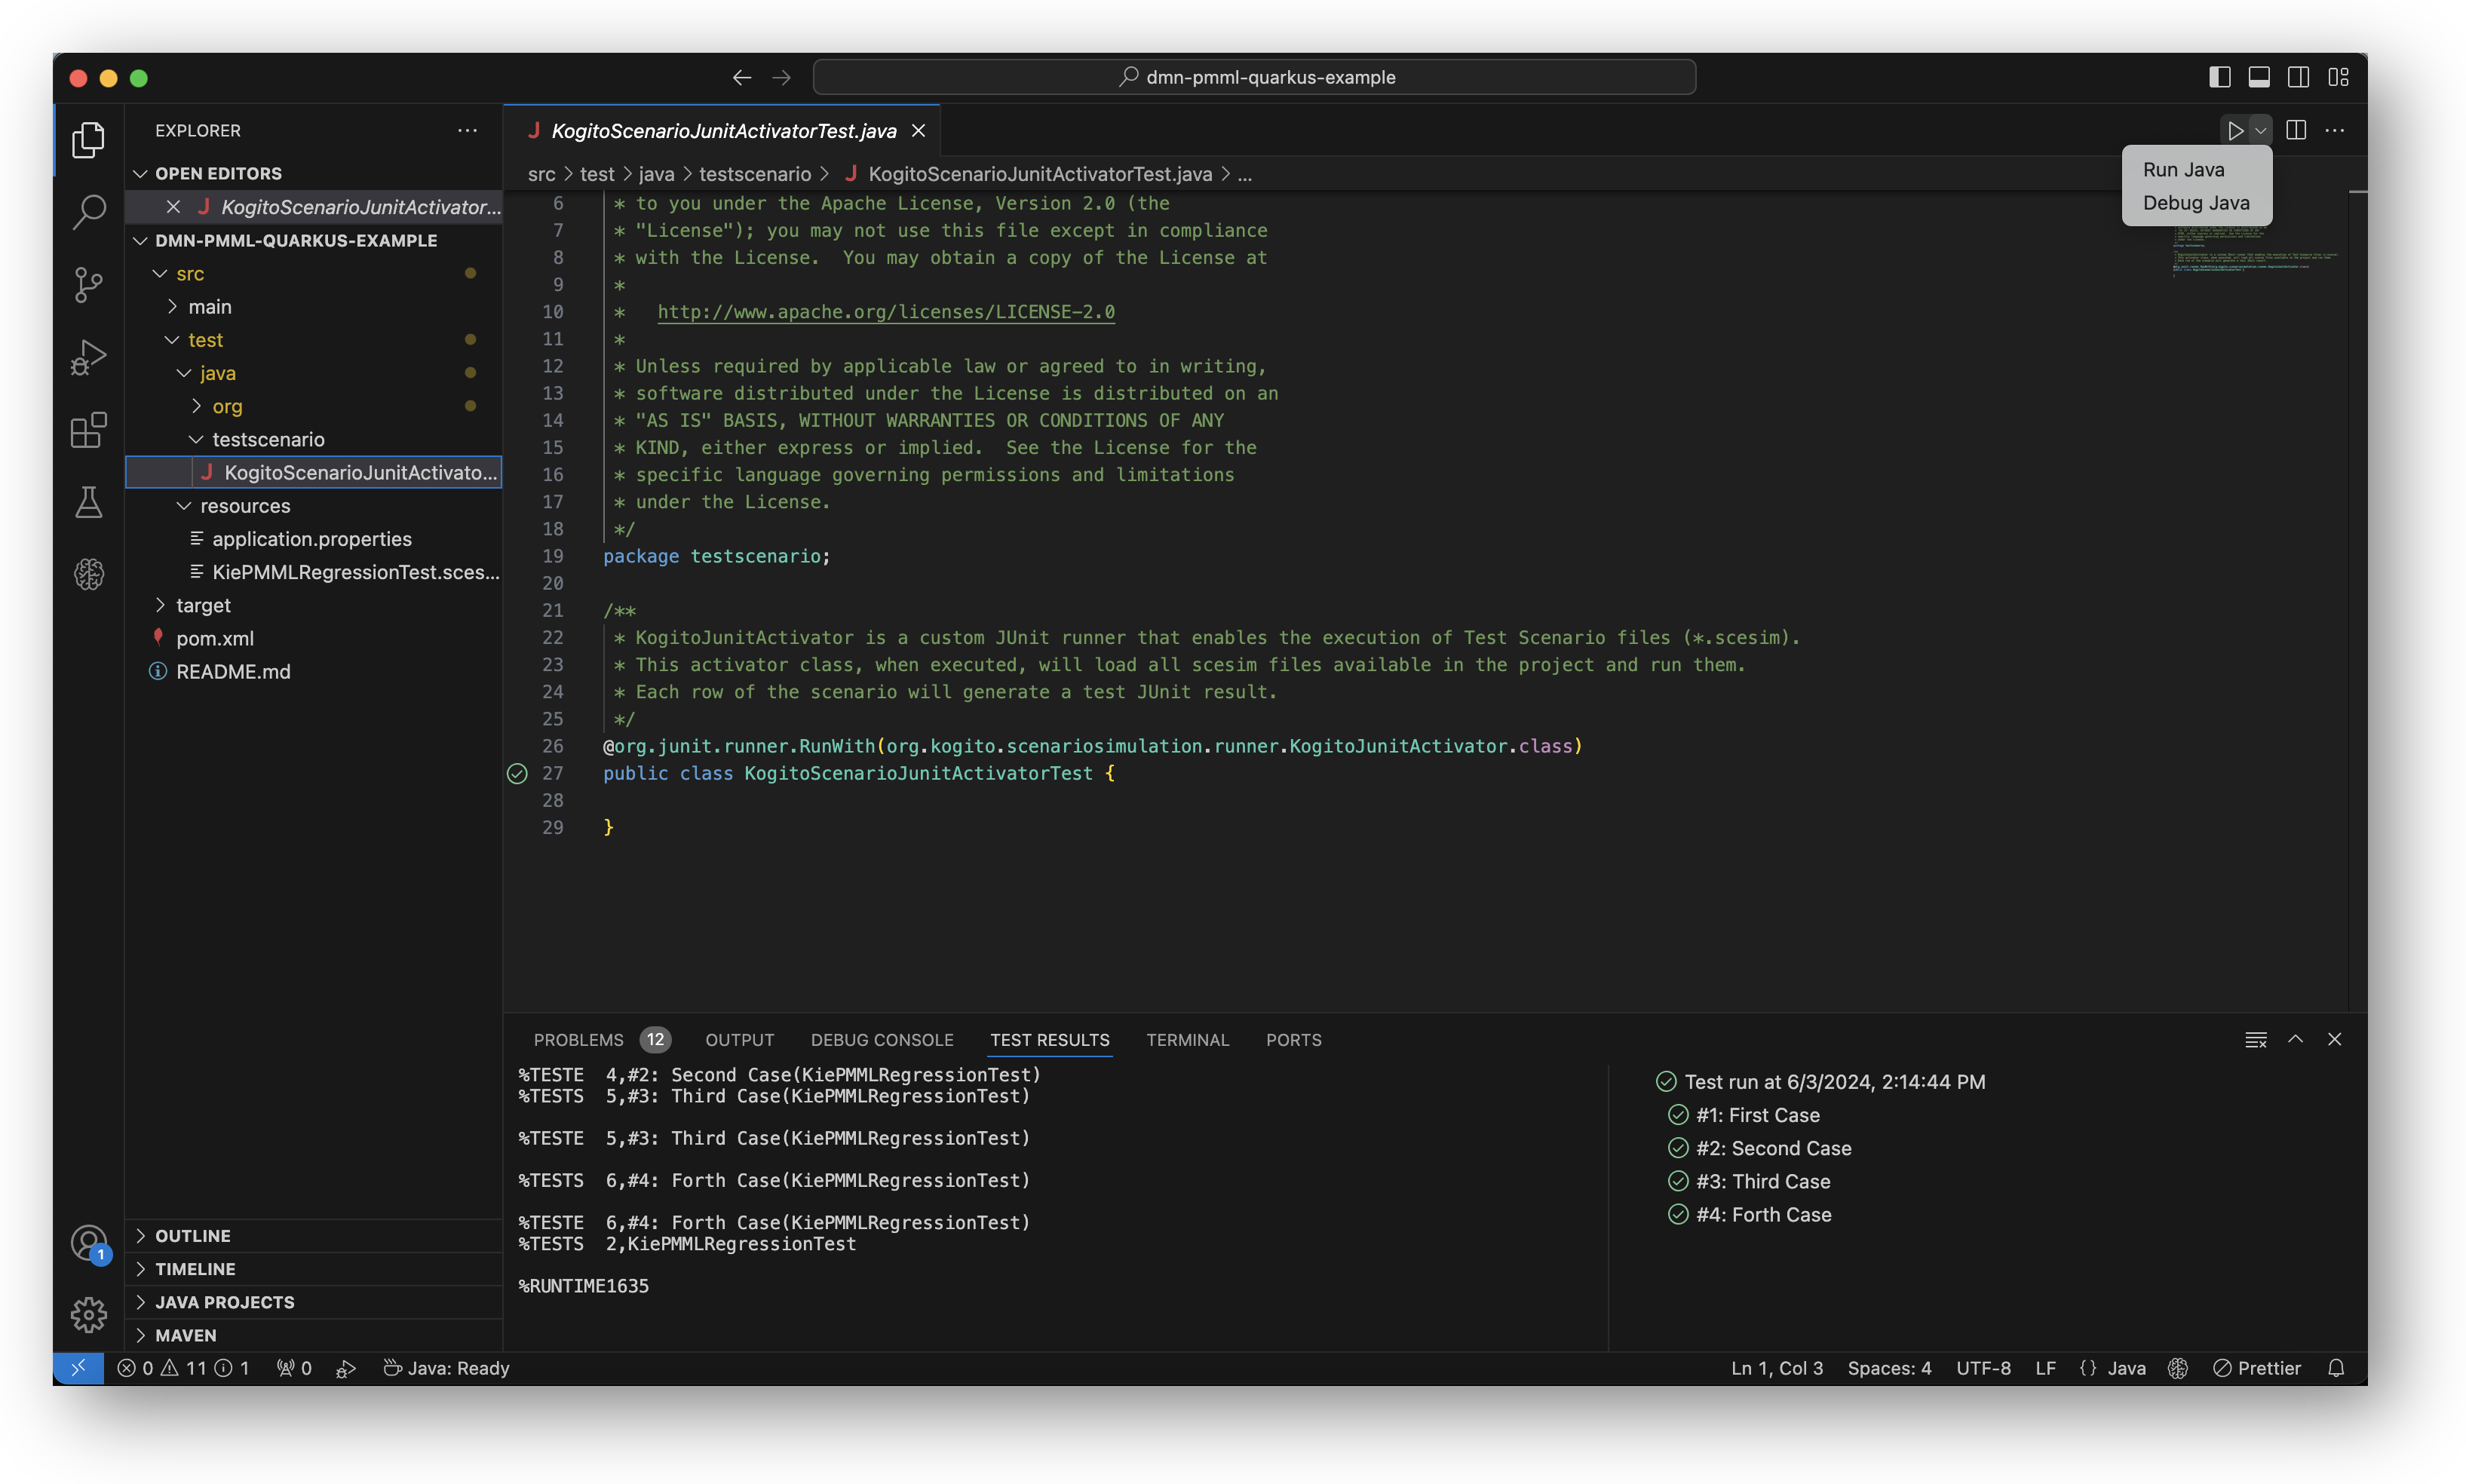 dmn-pmml-quarkus-example
EXPLORER
OPEN EDITORS
KogitoScenarioJunitActivator...
DMN-PMML-QUARKUS-EXAMPLE
src
main
test
java
org
testscenario
KogitoScenarioJunitActivato...
resources
application.properties
KiePMMLRegressionTest.sces...
target
pom.xml
README.md
OUTLINE
TIMELINE
JAVA PROJECTS
MAVEN
1
KogitoScenarioJunitActivatorTest.java
src > test > java > testscenario > KogitoScenarioJunitActivatorTest.java > ...
Run Java
Debug Java
6 * to you under the Apache License, Version 2.0 (the
7 * "License"); you may not use this file except in compliance
8 * with the License.  You may obtain a copy of the License at
9 *
10 *   http://www.apache.org/licenses/LICENSE-2.0
11 *
12 * Unless required by applicable law or agreed to in writing,
13 * software distributed under the License is distributed on an
14 * "AS IS" BASIS, WITHOUT WARRANTIES OR CONDITIONS OF ANY
15 * KIND, either express or implied.  See the License for the
16 * specific language governing permissions and limitations
17 * under the License.
18 */
19 package testscenario;
20
21 /**
22 * KogitoJunitActivator is a custom JUnit runner that enables the execution of Test Scenario files (*.scesim).
23 * This activator class, when executed, will load all scesim files available in the project and run them.
24 * Each row of the scenario will generate a test JUnit result.
25 */
26 @org.junit.runner.RunWith(org.kogito.scenariosimulation.runner.KogitoJunitActivator.class)
27 public class KogitoScenarioJunitActivatorTest {
28
29 }
PROBLEMS 12 OUTPUT DEBUG CONSOLE TEST RESULTS TERMINAL PORTS
%TESTE  4,#2: Second Case(KiePMMLRegressionTest)
%TESTS  5,#3: Third Case(KiePMMLRegressionTest)
%TESTE  5,#3: Third Case(KiePMMLRegressionTest)
%TESTS  6,#4: Forth Case(KiePMMLRegressionTest)
%TESTE  6,#4: Forth Case(KiePMMLRegressionTest)
%TESTS  2,KiePMMLRegressionTest
%RUNTIME1635
Test run at 6/3/2024, 2:14:44 PM
#1: First Case
#2: Second Case
#3: Third Case
#4: Forth Case
0 11 1 0 Java: Ready Ln 1, Col 3 Spaces: 4 UTF-8 LF {} Java Prettier